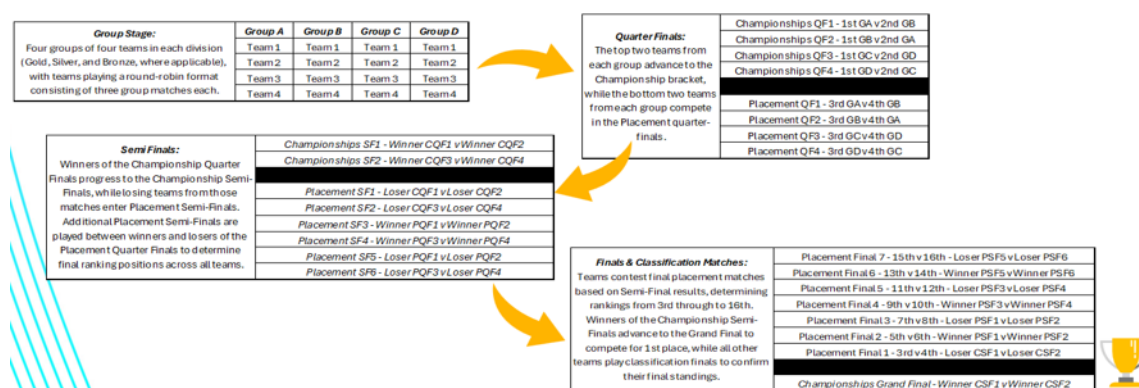 Group Stage:
Four groups of four teams in each division
(Gold, Silver, and Bronze, where applicable),
with teams playing a round-robin format
consisting of three group matches each.
Group A Group B Group C Group D
Team 1 Team 1 Team 1 Team 1
Team 2 Team 2 Team 2 Team 2
Team 3 Team 3 Team 3 Team 3
Team 4 Team 4 Team 4 Team 4
Quarter Finals:
The top two teams from
each group advance to the
Championship bracket,
while the bottom two teams
from each group compete
in the Placement quarter-
finals.
Championships QF1 - 1st GA v 2nd GB
Championships QF2 - 1st GB v 2nd GA
Championships QF3 - 1st GC v 2nd GD
Championships QF4 - 1st GD v 2nd GC
Placement QF1 - 3rd GA v 4th GB
Placement QF2 - 3rd GB v 4th GA
Placement QF3 - 3rd GC v 4th GD
Placement QF4 - 3rd GD v 4th GC
Semi Finals:
Winners of the Championship Quarter
Finals progress to the Championship Semi-
Finals, while losing teams from those
matches enter Placement Semi-Finals.
Additional Placement Semi-Finals are
played between winners and losers of the
Placement Quarter Finals to determine
final ranking positions across all teams.
Championships SF1 - Winner CQF1 v Winner CQF2
Championships SF2 - Winner CQF3 v Winner CQF4
Placement SF1 - Loser CQF1 v Loser CQF2
Placement SF2 - Loser CQF3 v Loser CQF4
Placement SF3 - Winner PQF1 v Winner PQF2
Placement SF4 - Winner PQF3 v Winner PQF4
Placement SF5 - Loser PQF1 v Loser PQF2
Placement SF6 - Loser PQF3 v Loser PQF4
Finals & Classification Matches:
Teams contest final placement matches
based on Semi-Final results, determining
rankings from 3rd through to 16th.
Winners of the Championship Semi-
Finals advance to the Grand Final to
compete for 1st place, while all other
teams play classification finals to confirm
their final standings.
Placement Final 7 - 15th v 16th - Loser PSF5 v Loser PSF6
Placement Final 6 - 13th v 14th - Winner PSF5 v Winner PSF6
Placement Final 5 - 11th v 12th - Loser PSF3 v Loser PSF4
Placement Final 4 - 9th v 10th - Winner PSF3 v Winner PSF4
Placement Final 3 - 7th v 8th - Loser PSF1 v Loser PSF2
Placement Final 2 - 5th v 6th - Winner PSF1 v Winner PSF2
Placement Final 1 - 3rd v 4th - Loser CSF1 v Loser CSF2
Championships Grand Final - Winner CSF1 v Winner CSF2